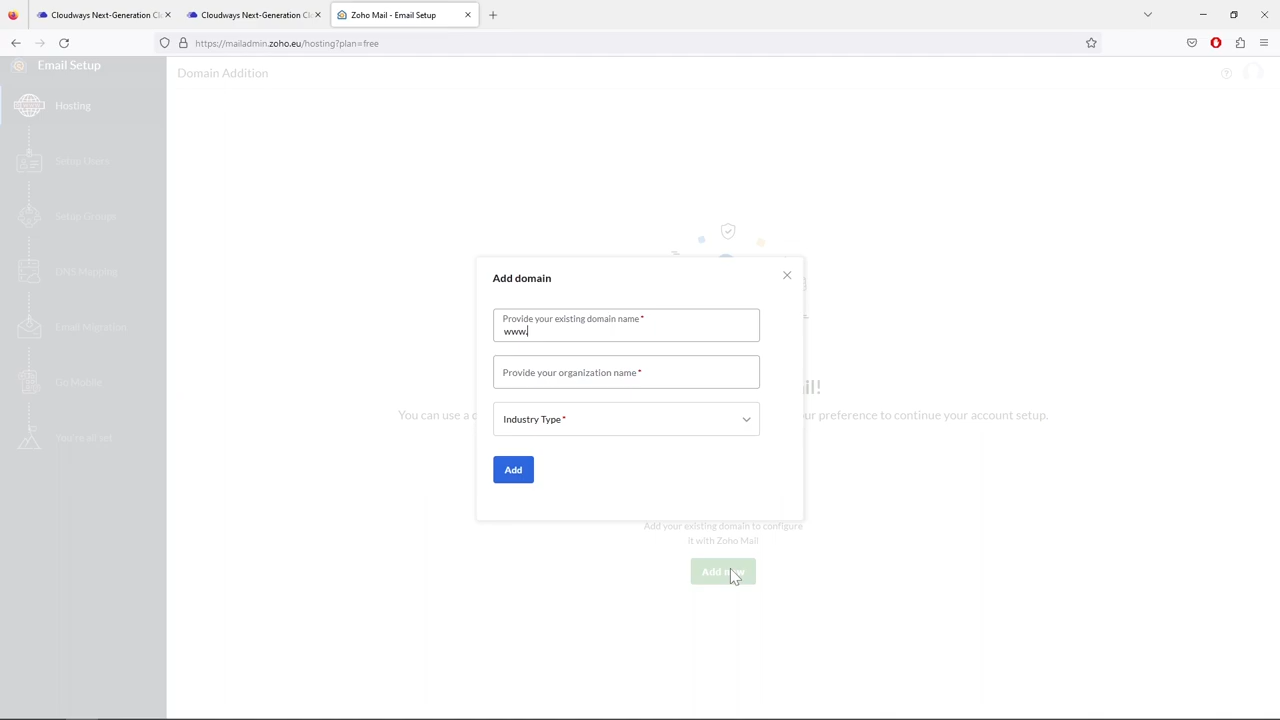 Cloudways Next-Generation Cl
Cloudways Next-Generation Cl
Zoho Mail - Email Setup
https://mailadmin.zoho.eu/hosting?plan=free
Email Setup
Domain Addition
Hosting
Setup Users
Setup Groups
DNS Mapping
Email Migration
Go Mobile
You're all set
Add domain
Provide your existing domain name *
www.
Provide your organization name *
Industry Type *
Add
ail!
You can use a c
ur preference to continue your account setup.
Add your existing domain to configure
it with Zoho Mail
Add now